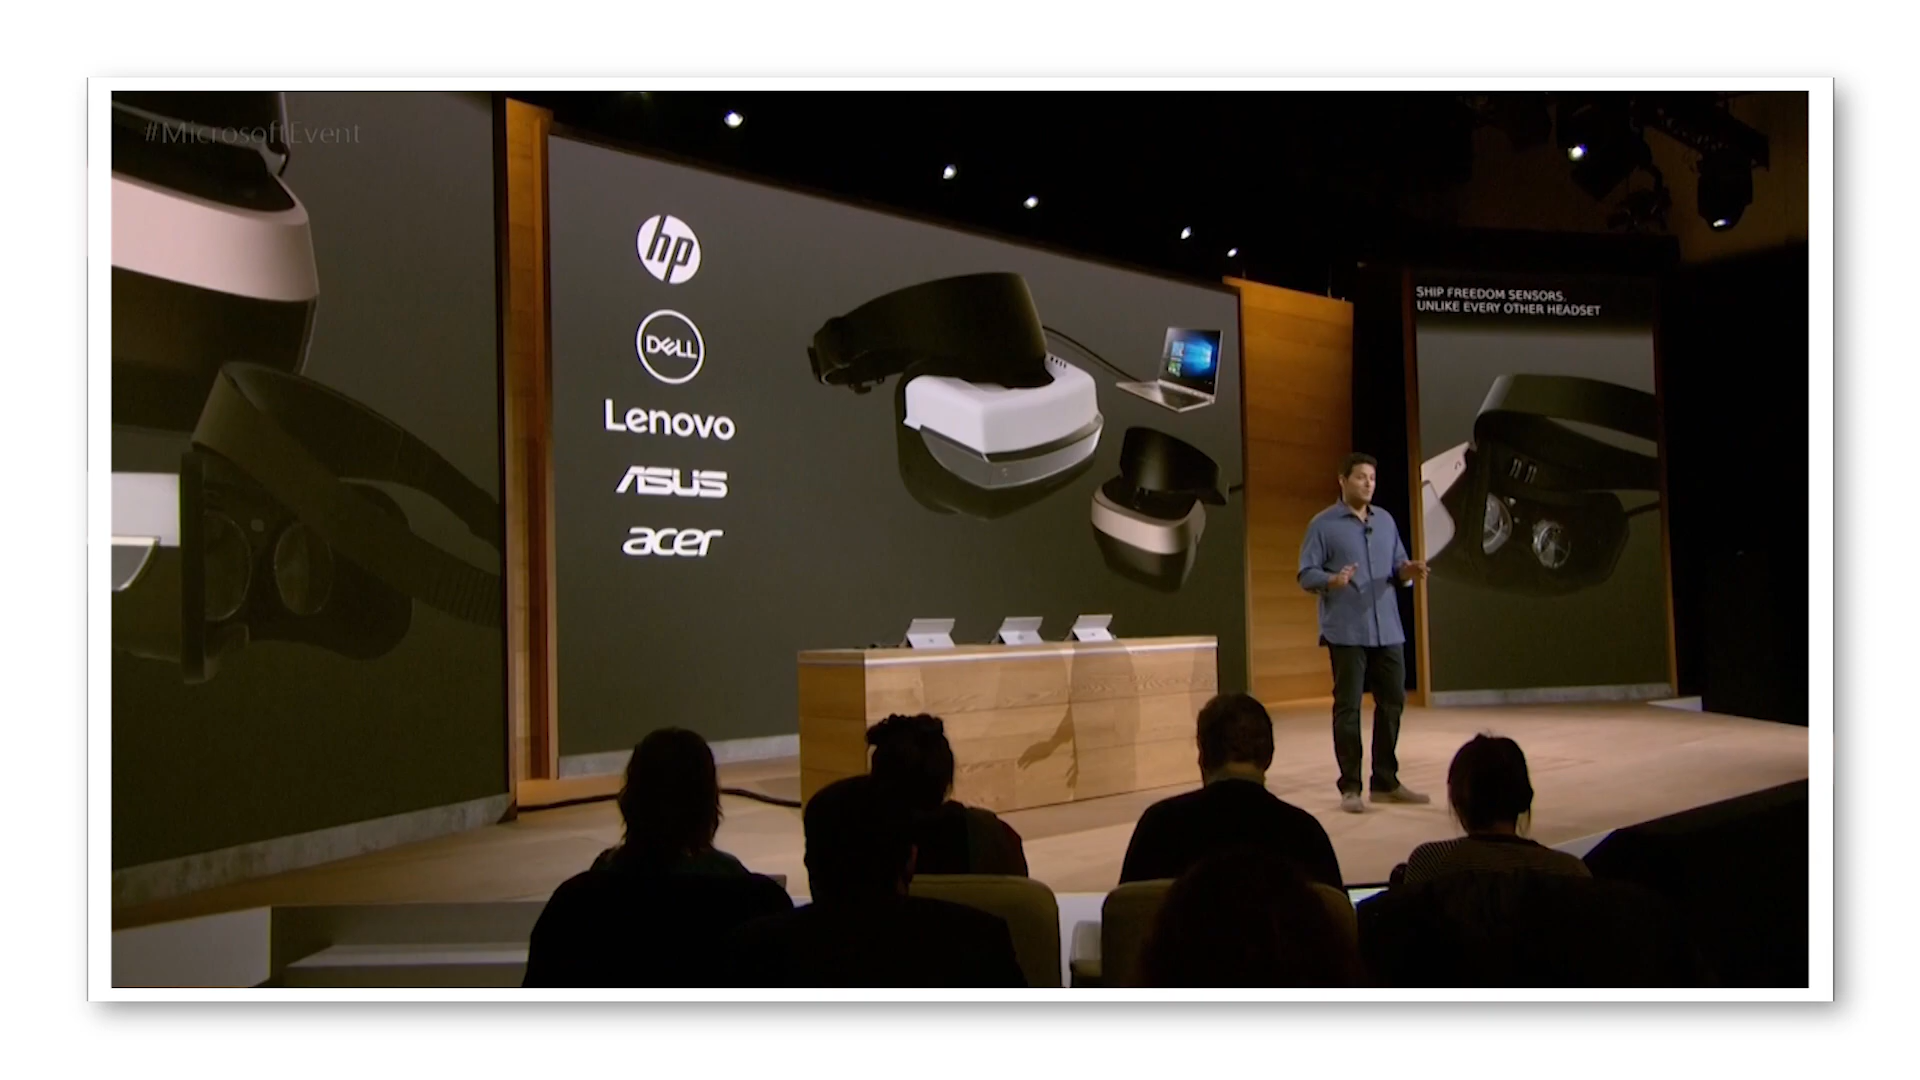 #MicrosoftEvent
hp
DELL
Lenovo
ASUS
acer
SHIP FREEDOM SENSORS.
UNLIKE EVERY OTHER HEADSET